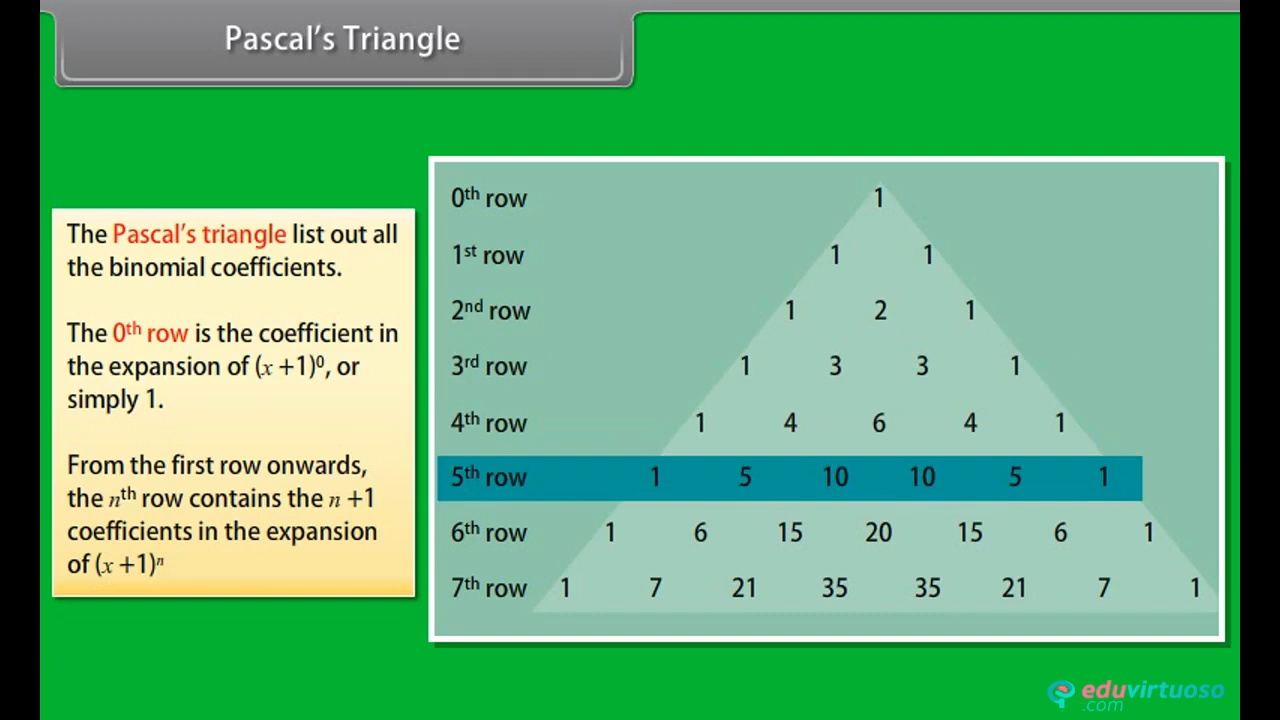 Pascal's Triangle
The Pascal's triangle list out all
the binomial coefficients.
The 0th row is the coefficient in
the expansion of (x +1)⁰, or
simply 1.
From the first row onwards,
the nth row contains the n +1
coefficients in the expansion
of (x +1)ⁿ
0th row 1
1st row 1 1
2nd row 1 2 1
3rd row 1 3 3 1
4th row 1 4 6 4 1
5th row 1 5 10 10 5 1
6th row 1 6 15 20 15 6 1
7th row 1 7 21 35 35 21 7 1
eduvirtuoso
.com